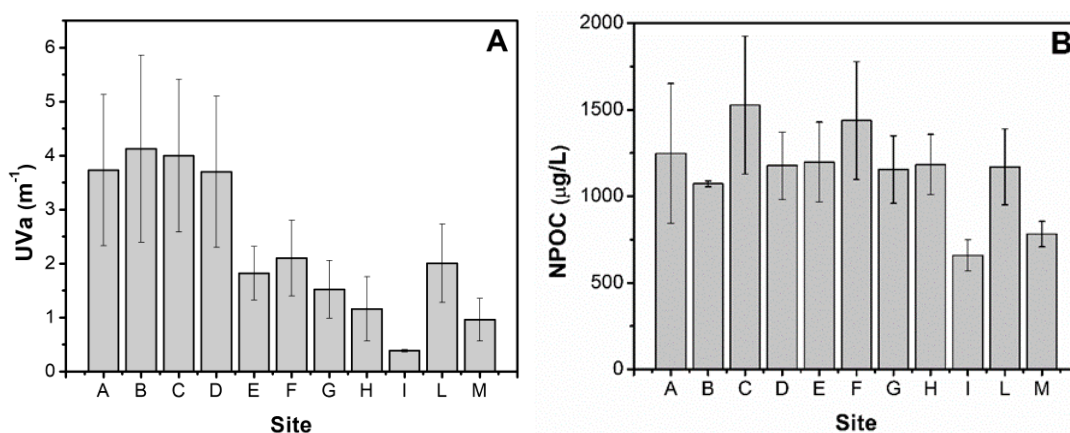 A
UVa (m⁻¹)
6
5
4
3
2
1
0
A B C D E F G H I L M
Site
B
NPOC (µg/L)
2000
1500
1000
500
0
A B C D E F G H I L M
Site